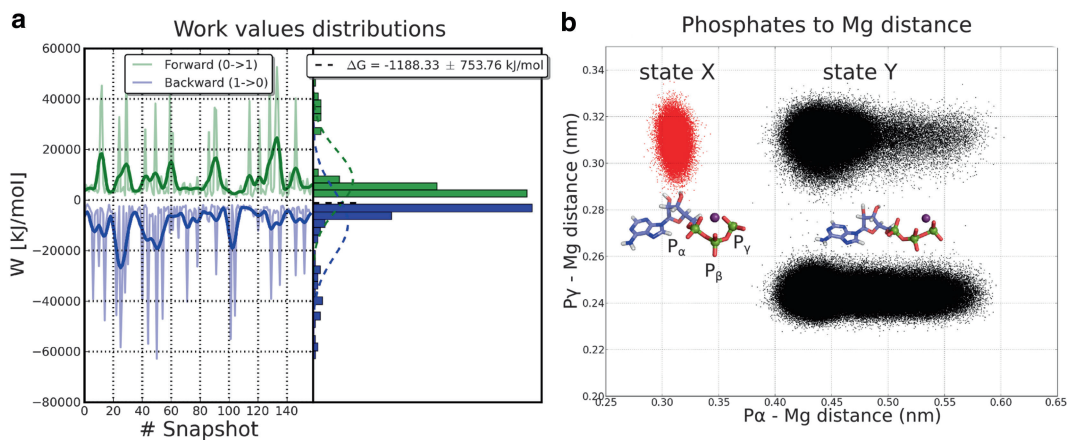 a
Work values distributions
W [kJ/mol]
60000
40000
20000
0
−20000
−40000
−60000
−80000
Forward (0->1)
Backward (1->0)
ΔG = -1188.33 ± 753.76 kJ/mol
0 20 40 60 80 100 120 140
# Snapshot
b
Phosphates to Mg distance
Pγ - Mg distance (nm)
0.34
0.32
0.30
0.28
0.26
0.24
0.22
0.20
state X
state Y
Pα
Pβ
Pγ
0.25 0.30 0.35 0.40 0.45 0.50 0.55 0.60 0.65
Pα - Mg distance (nm)